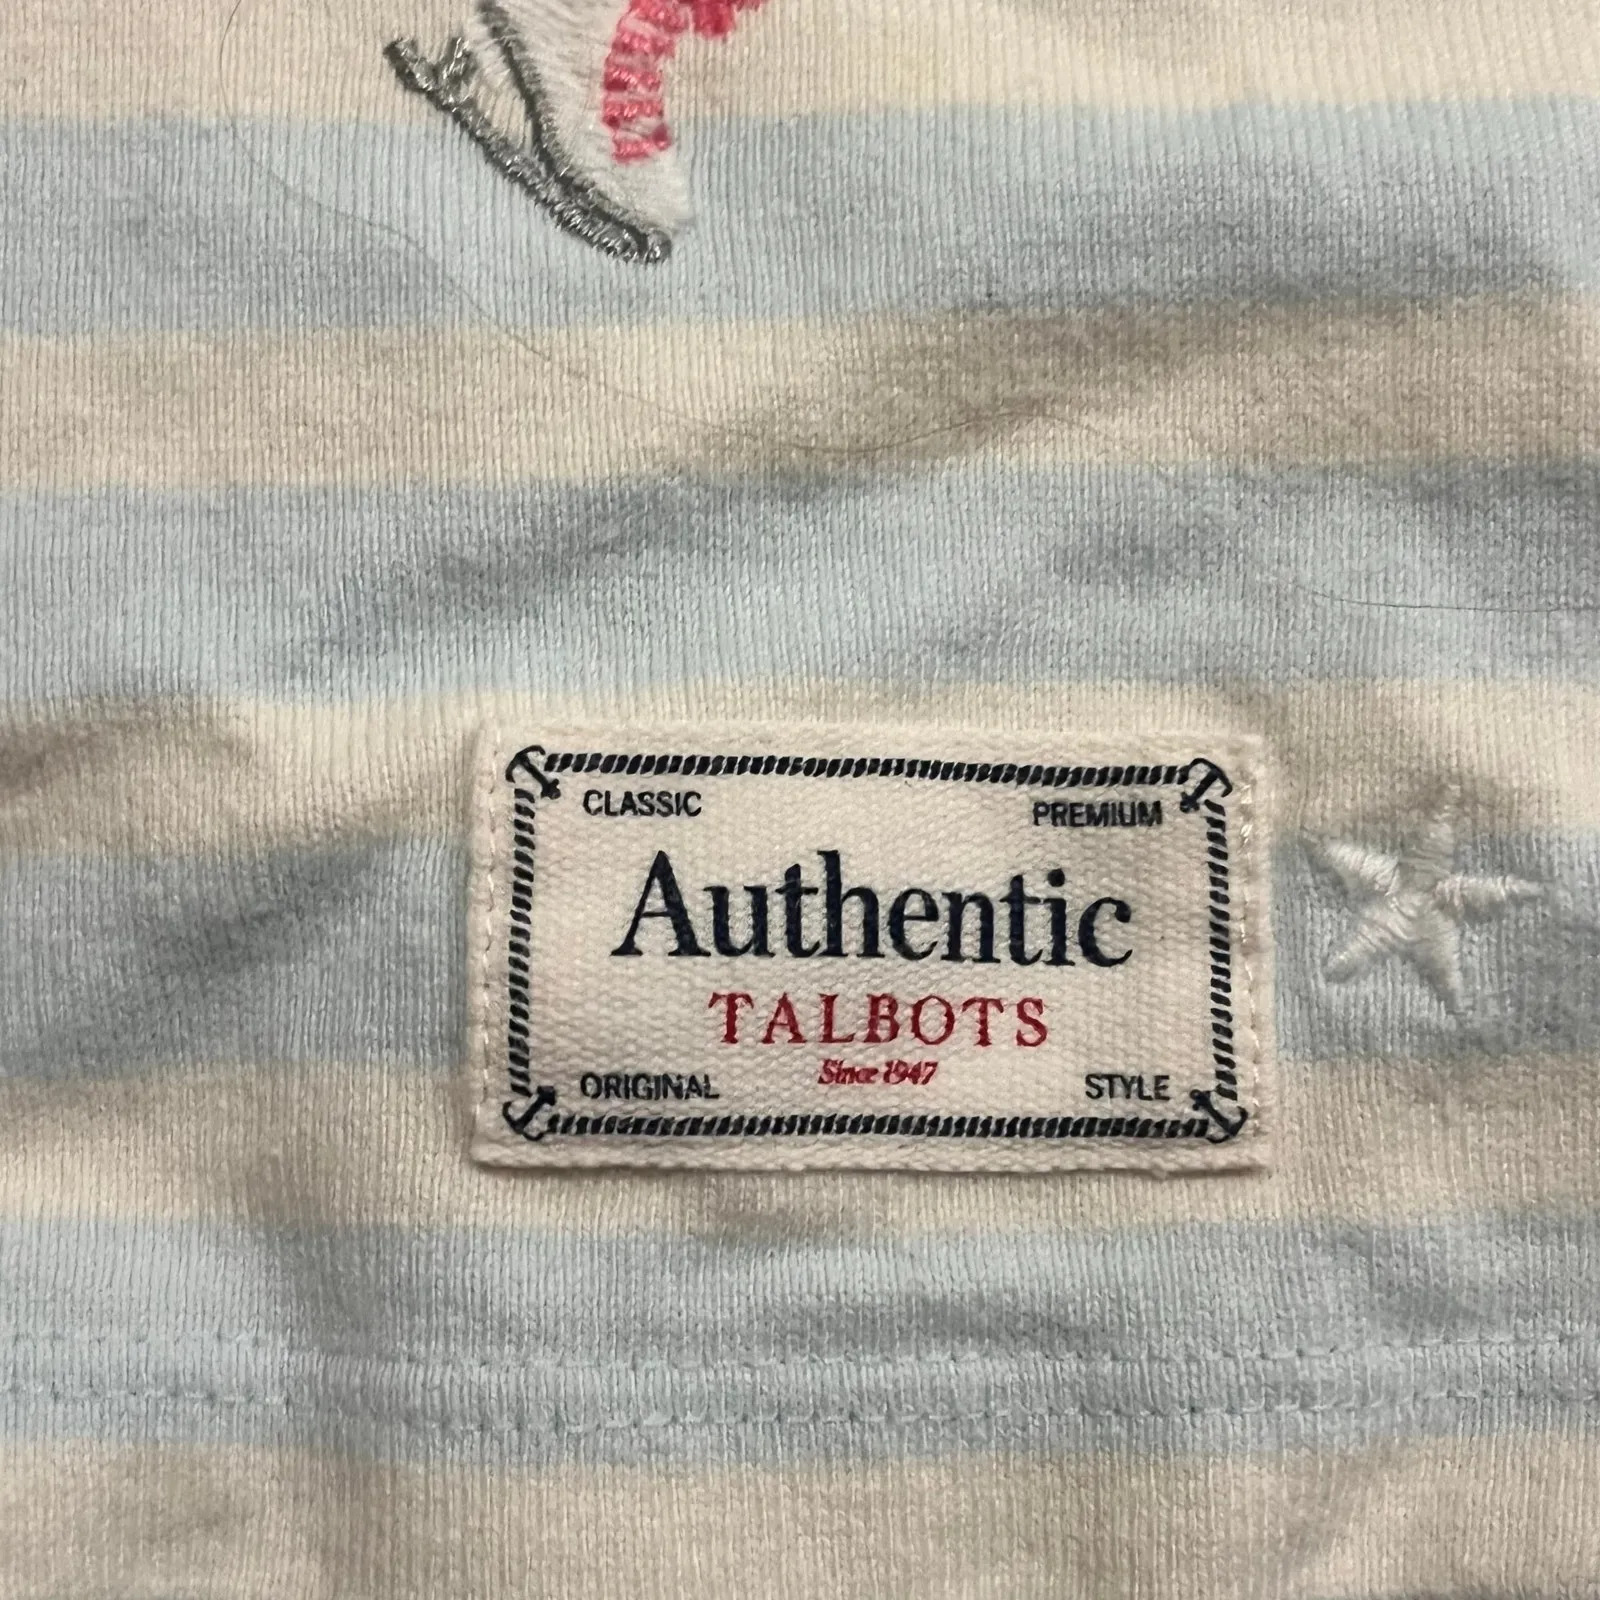 CLASSIC PREMIUM
Authentic
TALBOTS
Since 1947
ORIGINAL STYLE